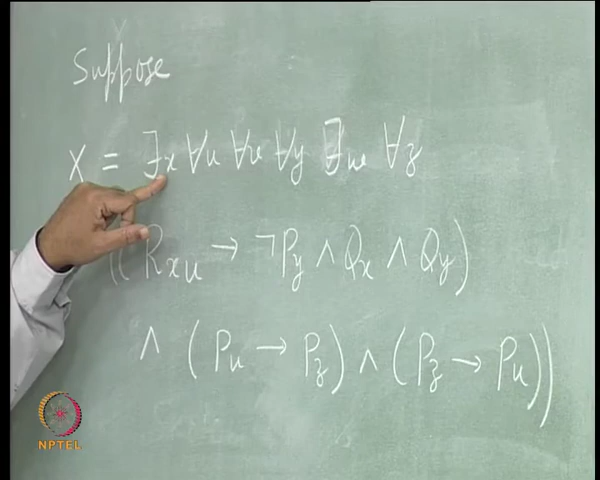 Suppose
X = ∃x ∀u ∀v ∀y ∃w ∀z
((Rxu → ¬Py ∧ Qx ∧ Qy)
∧ (Pu → Pz) ∧ (Pz → Pu))
NPTEL